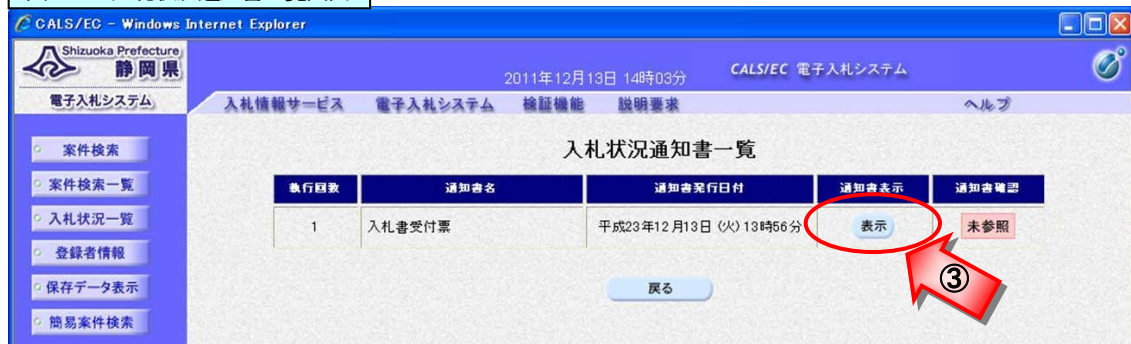 CALS/EC - Windows Internet Explorer
Shizuoka Prefecture
静岡県
2011年12月13日 14時03分
CALS/EC 電子入札システム
電子入札システム
入札情報サービス 電子入札システム 検証機能 説明要求 ヘルプ
案件検索
案件検索一覧
入札状況一覧
登録者情報
保存データ表示
簡易案件検索
入札状況通知書一覧
執行回数 通知書名 通知書発行日付 通知書表示 通知書確認
1 入札書受付票 平成23年12月13日 (火) 13時56分 表示 未参照
③
戻る